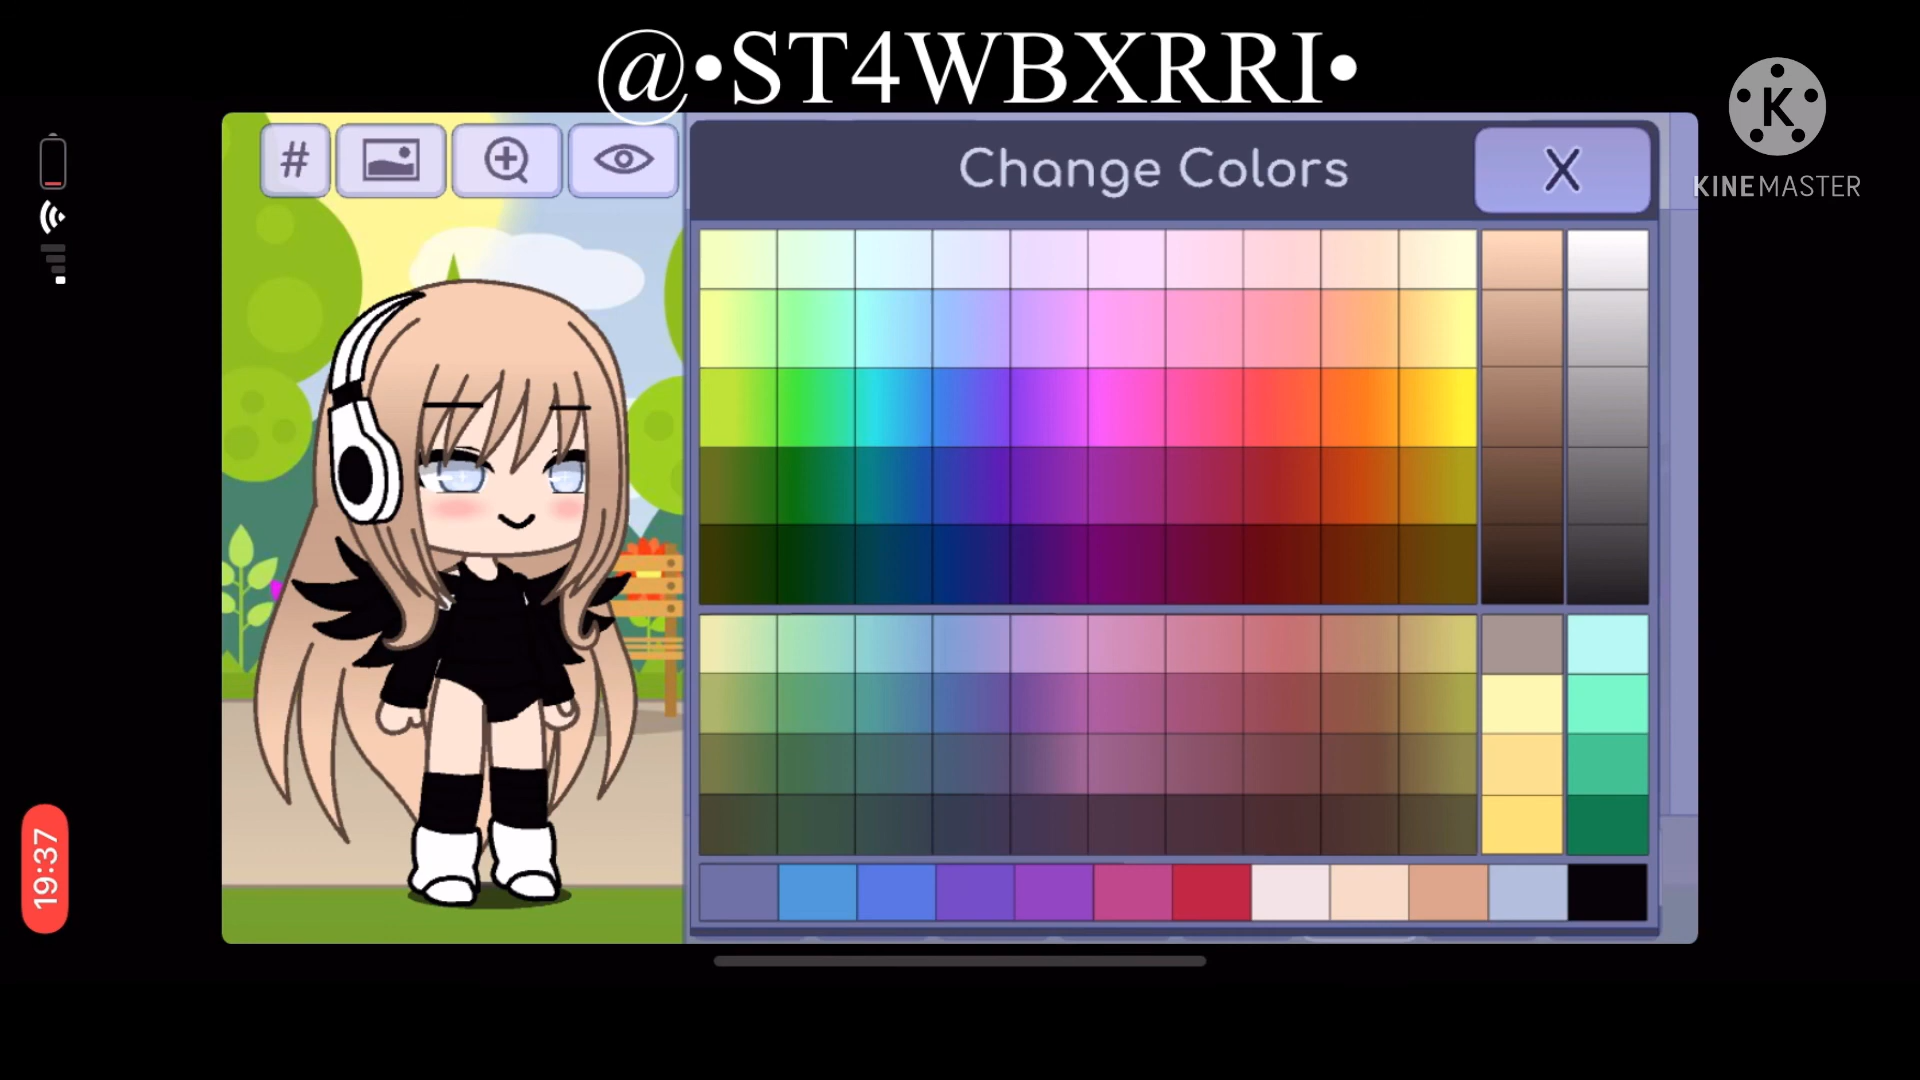 @•ST4WBXRRI•
#
Change Colors
X
K
KINEMASTER
19:37